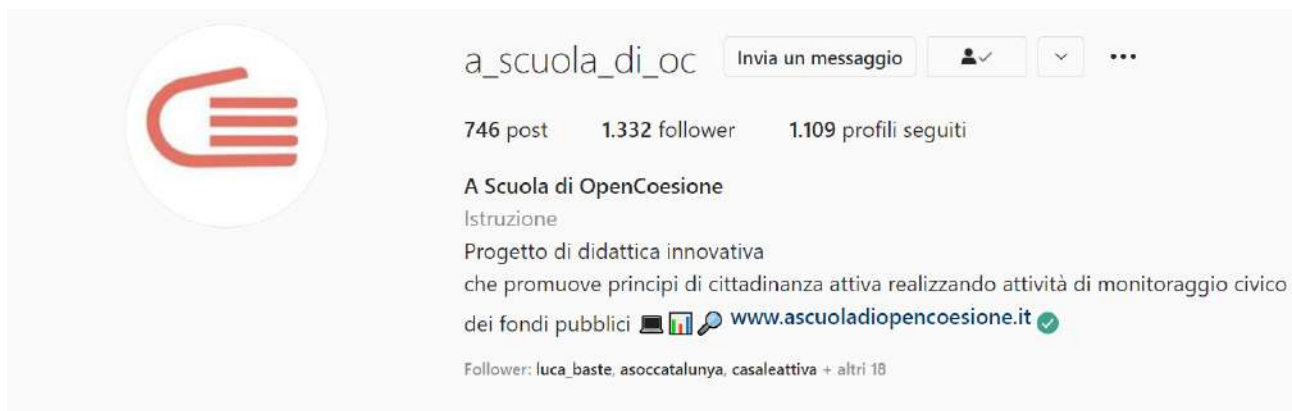 a_scuola_di_oc Invia un messaggio
746 post 1.332 follower 1.109 profili seguiti
A Scuola di OpenCoesione
Istruzione
Progetto di didattica innovativa
che promuove principi di cittadinanza attiva realizzando attività di monitoraggio civico
dei fondi pubblici 💻📊🔎 www.ascuoladiopencoesione.it
Follower: luca_baste, asoccatalunya, casaleattiva + altri 18